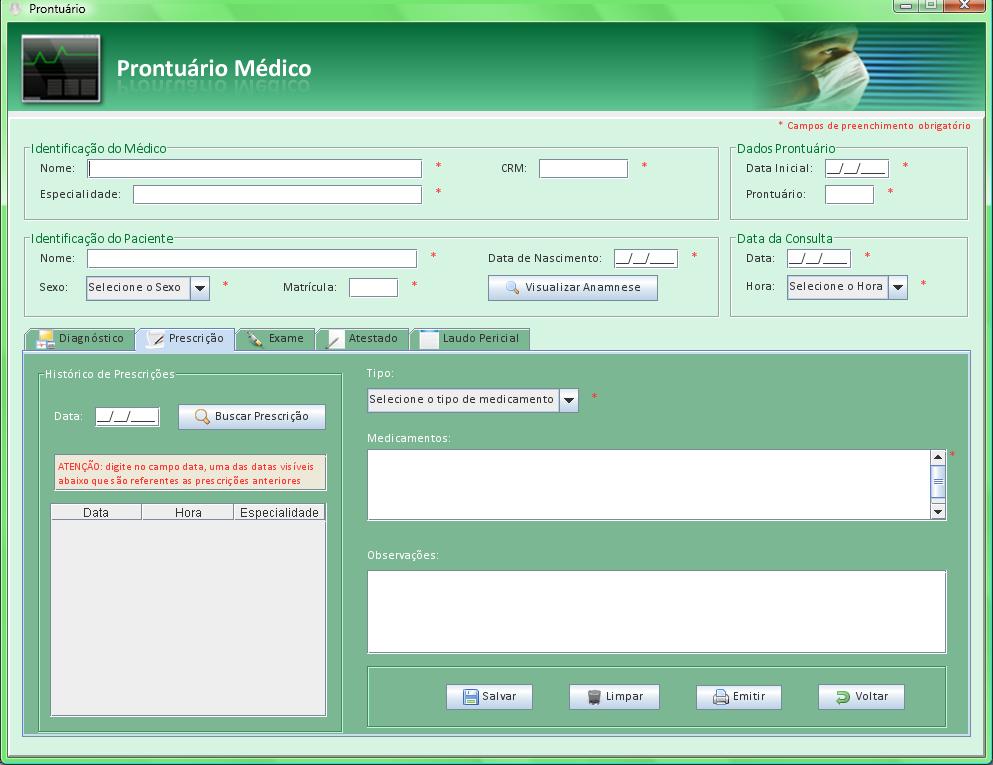 Prontuário
Prontuário Médico
* Campos de preenchimento obrigatório
Identificação do Médico
Nome: * CRM: *
Especialidade: *
Dados Prontuário
Data Inicial: __/__/____ *
Prontuário: *
Identificação do Paciente
Nome: * Data de Nascimento: __/__/____ *
Sexo: Selecione o Sexo * Matrícula: * Visualizar Anamnese
Data da Consulta
Data: __/__/____ *
Hora: Selecione o Hora *
Diagnóstico Prescrição Exame Atestado Laudo Pericial
Histórico de Prescrições
Data: __/__/____ Buscar Prescrição
ATENÇÃO: digite no campo data, uma das datas visíveis
abaixo que são referentes as prescrições anteriores
Data Hora Especialidade
Tipo:
Selecione o tipo de medicamento *
Medicamentos:
*
Observações:
Salvar Limpar Emitir Voltar